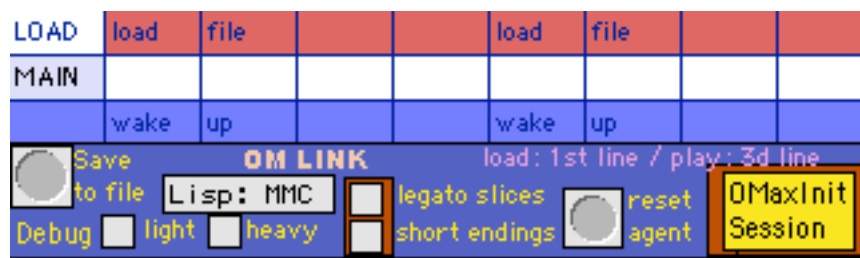 LOAD load file load file
MAIN
wake up wake up
Save to file OM LINK load: 1st line / play: 3d line
Lisp: MMC legato slices reset agent OMaxInit Session
Debug light heavy short endings